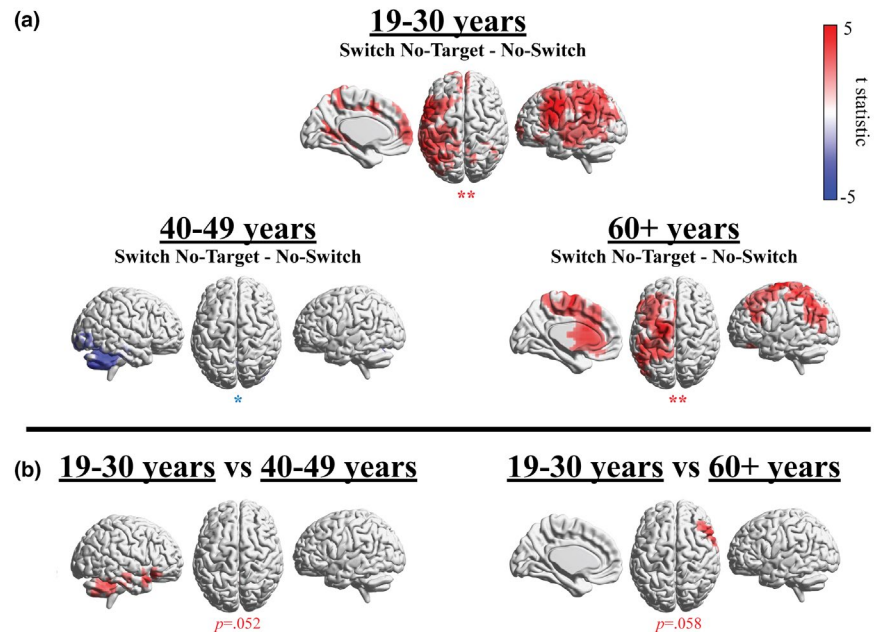 (a)
19-30 years
Switch No-Target - No-Switch
**
5
t statistic
-5
40-49 years
Switch No-Target - No-Switch
*
60+ years
Switch No-Target - No-Switch
**
(b)
19-30 years vs 40-49 years
p=.052
19-30 years vs 60+ years
p=.058